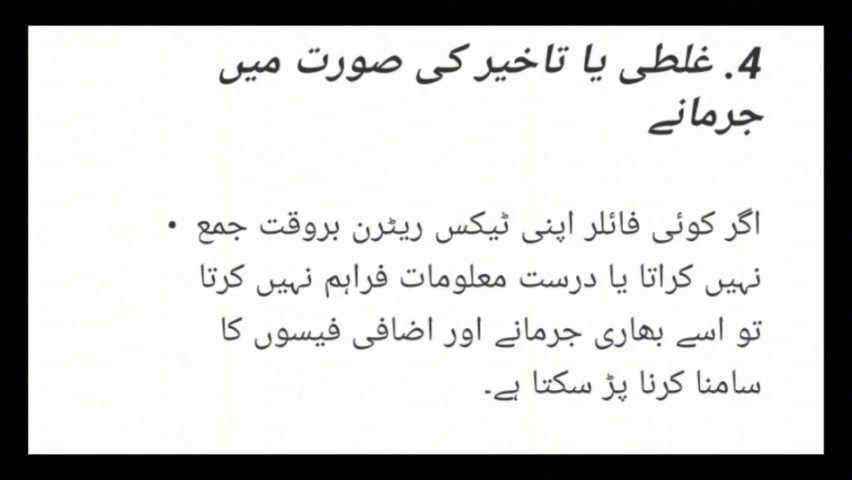 4. غلطی یا تاخیر کی صورت میں
جرمانے
اگر کوئی فائلر اپنی ٹیکس ریٹرن بروقت جمع •
نہیں کراتا یا درست معلومات فراہم نہیں کرتا
تو اسے بھاری جرمانے اور اضافی فیسوں کا
سامنا کرنا پڑ سکتا ہے۔